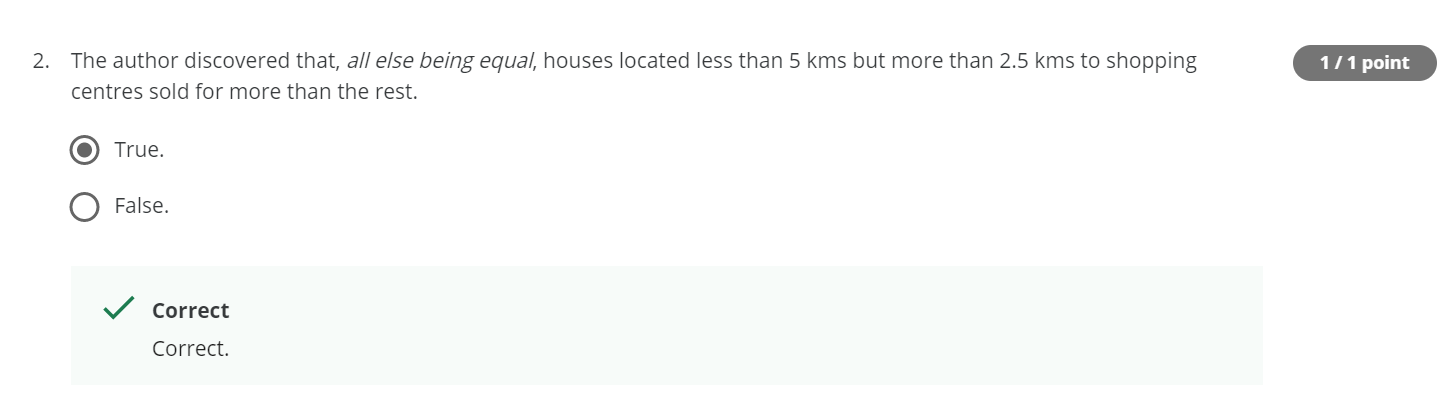 2. The author discovered that, all else being equal, houses located less than 5 kms but more than 2.5 kms to shopping
centres sold for more than the rest.
1 / 1 point
True.
False.
Correct
Correct.